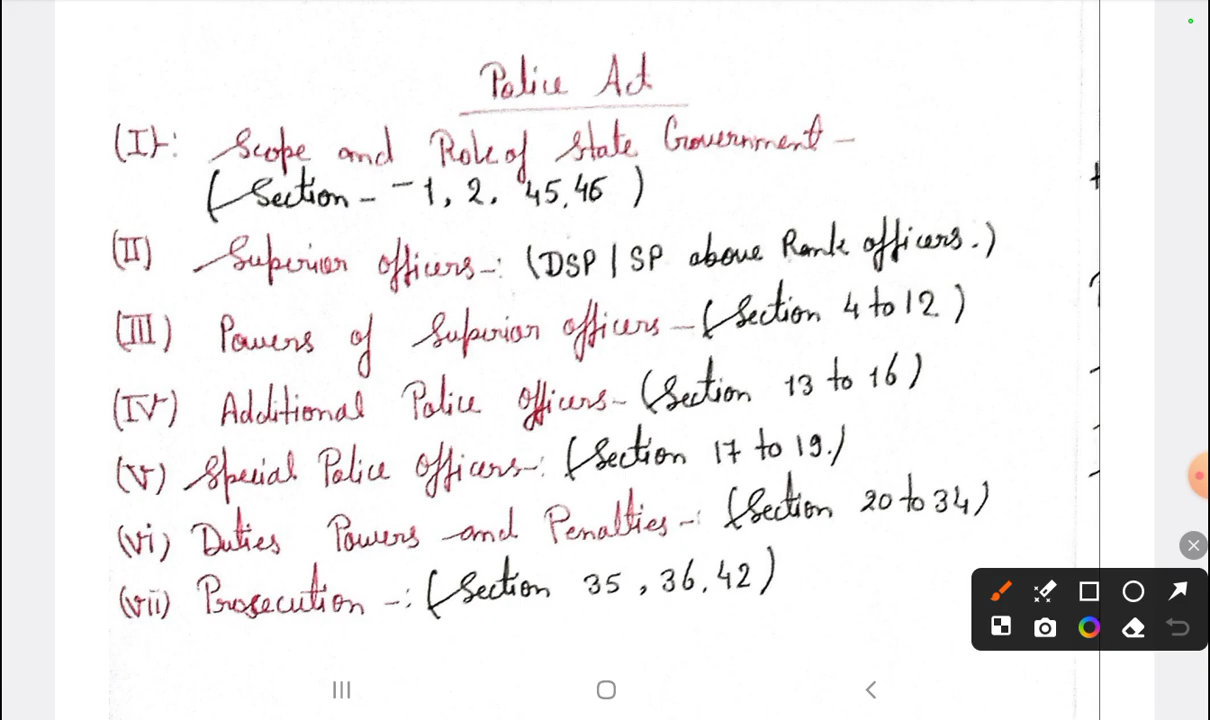 Police Act
(I): Scope and Role of State Government -
(Section - - 1, 2, 45, 46 )
(II) Superior officers -: (DSP / SP above Rank officers.)
(III) Powers of Superior officers - (Section 4 to 12 )
(IV) Additional Police officers - (Section 13 to 16 )
(V) Special Police Officers -: (Section 17 to 19.)
(vi) Duties Powers and Penalties -: (Section 20 to 34)
(vii) Prosecution -: (Section 35 , 36, 42)